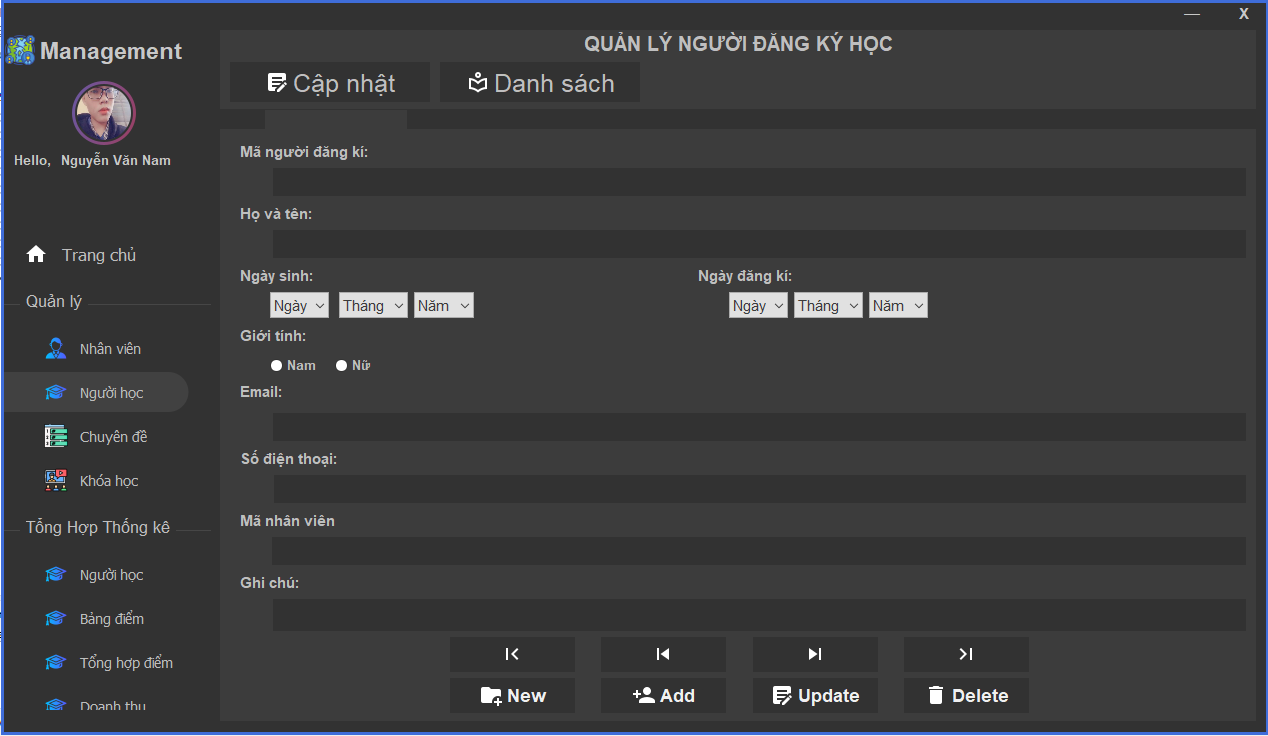 — X
Management
Hello, Nguyễn Văn Nam
Trang chủ
Quản lý
Nhân viên
Người học
Chuyên đề
Khóa học
Tổng Hợp Thống kê
Người học
Bảng điểm
Tổng hợp điểm
Doanh thu
QUẢN LÝ NGƯỜI ĐĂNG KÝ HỌC
Cập nhật Danh sách
Mã người đăng kí:
Họ và tên:
Ngày sinh: Ngày đăng kí:
Ngày Tháng Năm Ngày Tháng Năm
Giới tính:
Nam Nữ
Email:
Số điện thoại:
Mã nhân viên
Ghi chú:
New Add Update Delete